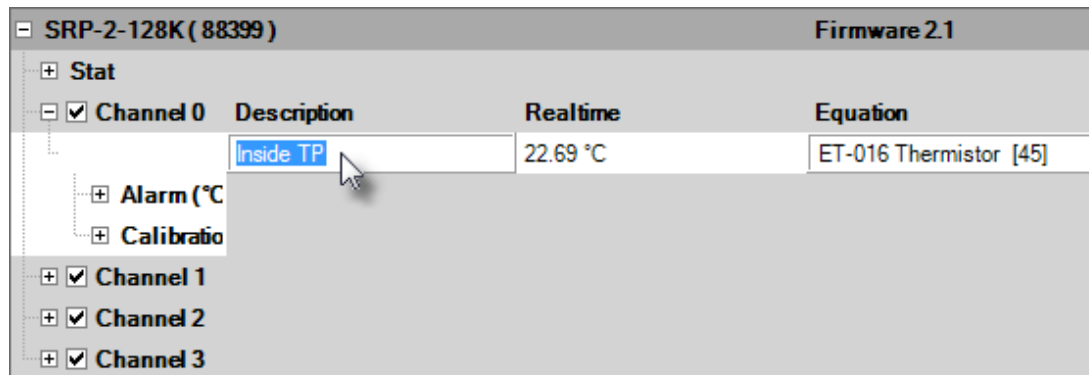 SRP-2-128K ( 88399 ) Firmware 2.1
Stat
Channel 0 Description Realtime Equation
Inside TP 22.69 °C ET-016 Thermistor [45]
Alarm (°C
Calibratio
Channel 1
Channel 2
Channel 3